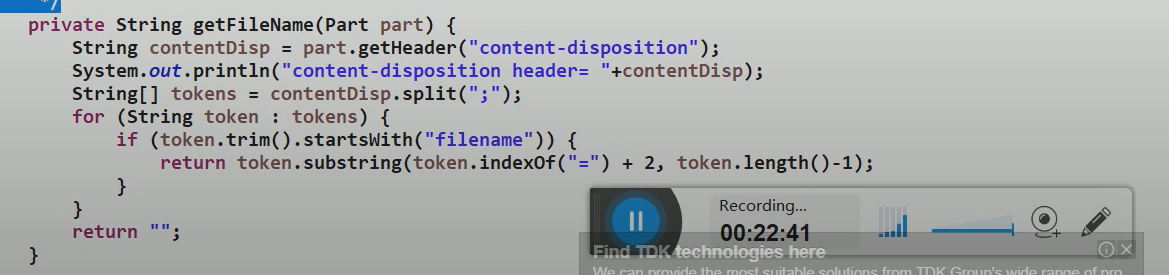 */
private String getFileName(Part part) {
String contentDisp = part.getHeader("content-disposition");
System.out.println("content-disposition header= "+contentDisp);
String[] tokens = contentDisp.split(";");
for (String token : tokens) {
if (token.trim().startsWith("filename")) {
return token.substring(token.indexOf("=") + 2, token.length()-1);
}
}
return "";
}
Recording...
00:22:41
Find TDK technologies here
We can provide the most suitable solutions from TDK Group's wide range of pro